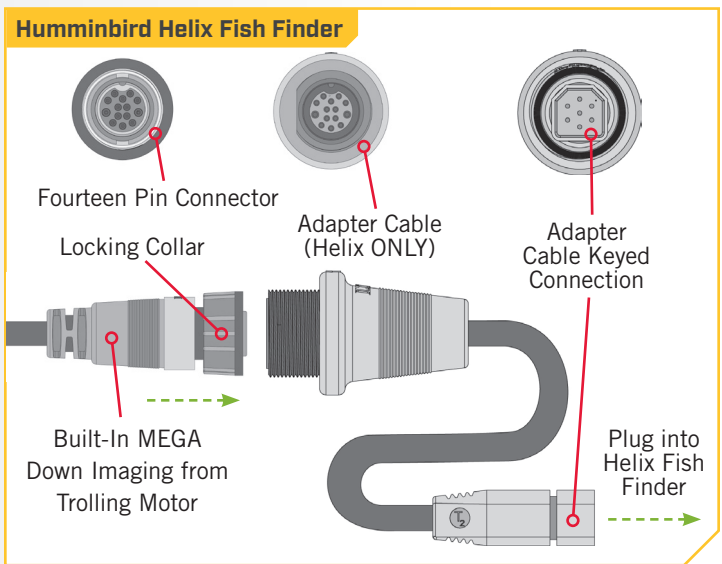 Humminbird Helix Fish Finder
Fourteen Pin Connector
Adapter Cable
(Helix ONLY)
Adapter
Cable Keyed
Connection
Locking Collar
Built-In MEGA
Down Imaging from
Trolling Motor
Plug into
Helix Fish
Finder
T2